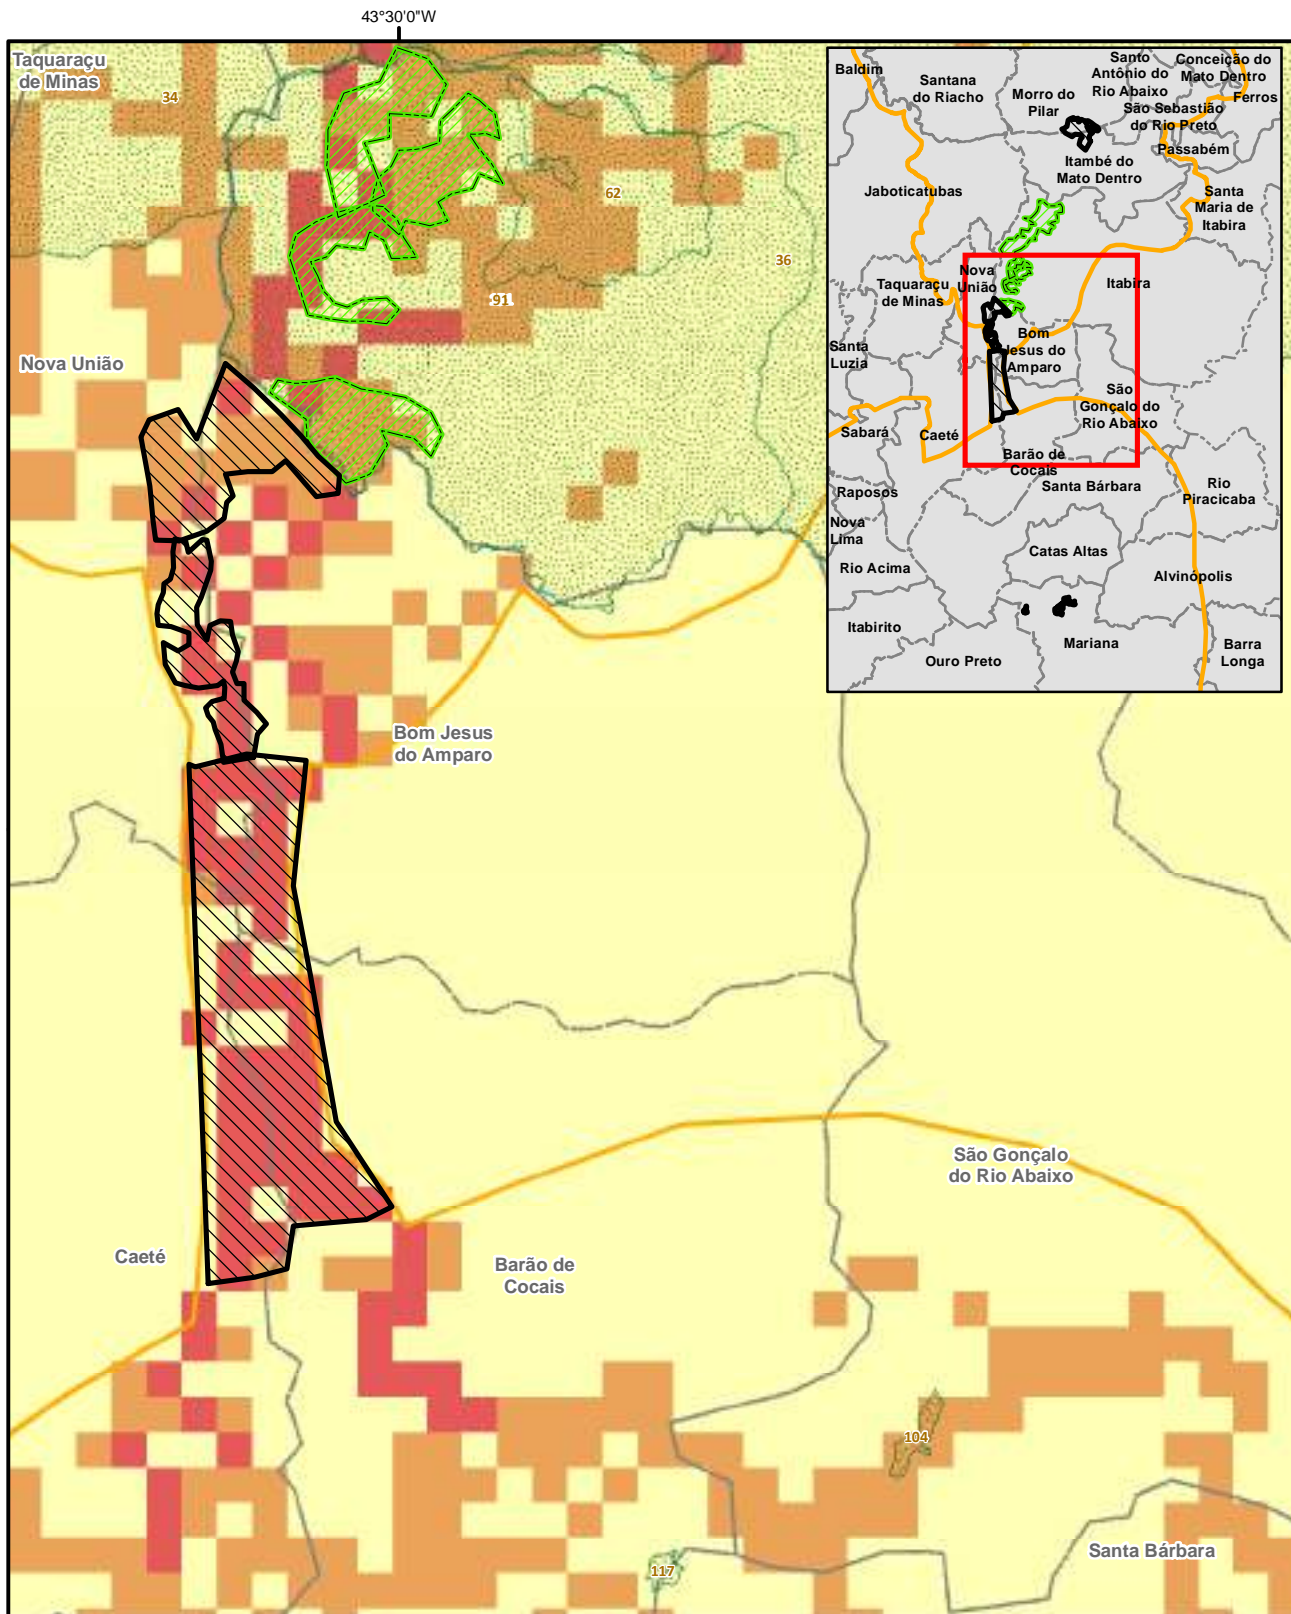 43°30'0"W
Taquaraçu
de Minas
34
62
36
91
Nova União
Bom Jesus
do Amparo
São Gonçalo
do Rio Abaixo
Caeté
Barão de
Cocais
104
117
Santa Bárbara
Baldim
Santana
do Riacho
Morro do
Pilar
Santo
Antônio do
Rio Abaixo
Conceição do
Mato Dentro
Ferros
São Sebastião
do Rio Preto
Passabém
Itambé do
Mato Dentro
Jaboticatubas
Santa
Maria de
Itabira
Nova
União
Taquaraçu
de Minas
Itabira
Bom
Jesus do
Amparo
Santa
Luzia
São
Gonçalo do
Rio Abaixo
Sabará
Caeté
Barão de
Cocais
Santa Bárbara
Rio
Piracicaba
Raposos
Nova
Lima
Catas Altas
Rio Acima
Alvinópolis
Itabirito
Mariana
Barra
Longa
Ouro Preto